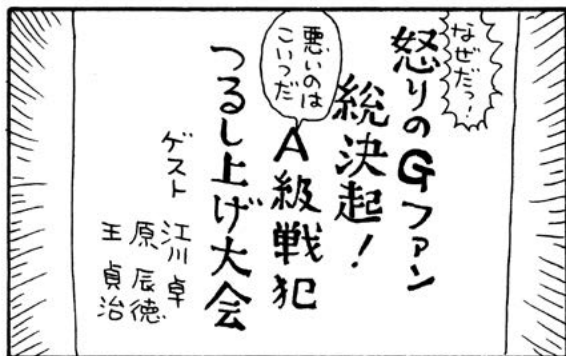 なぜだっ!
怒りのGファン
総決起!
悪いのは
こいつだ
A級戦犯
つるし上げ大会
ゲスト
江川卓
原辰徳
王貞治